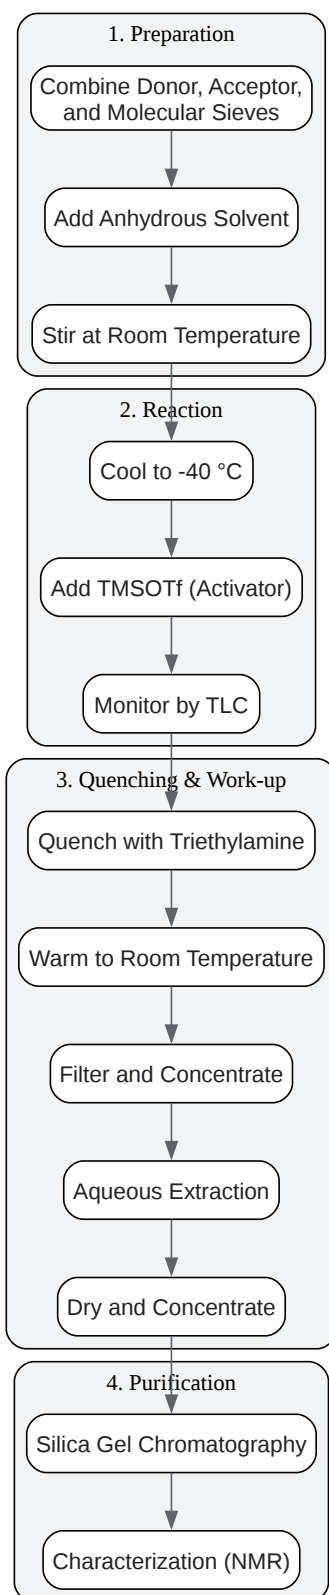 1. Preparation
Combine Donor, Acceptor,
and Molecular Sieves
Add Anhydrous Solvent
Stir at Room Temperature
2. Reaction
Cool to -40 °C
Add TMSOTf (Activator)
Monitor by TLC
3. Quenching & Work-up
Quench with Triethylamine
Warm to Room Temperature
Filter and Concentrate
Aqueous Extraction
Dry and Concentrate
4. Purification
Silica Gel Chromatography
Characterization (NMR)